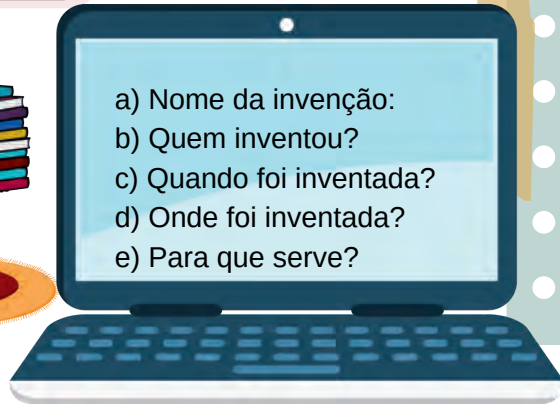 a) Nome da invenção:
b) Quem inventou?
c) Quando foi inventada?
d) Onde foi inventada?
e) Para que serve?